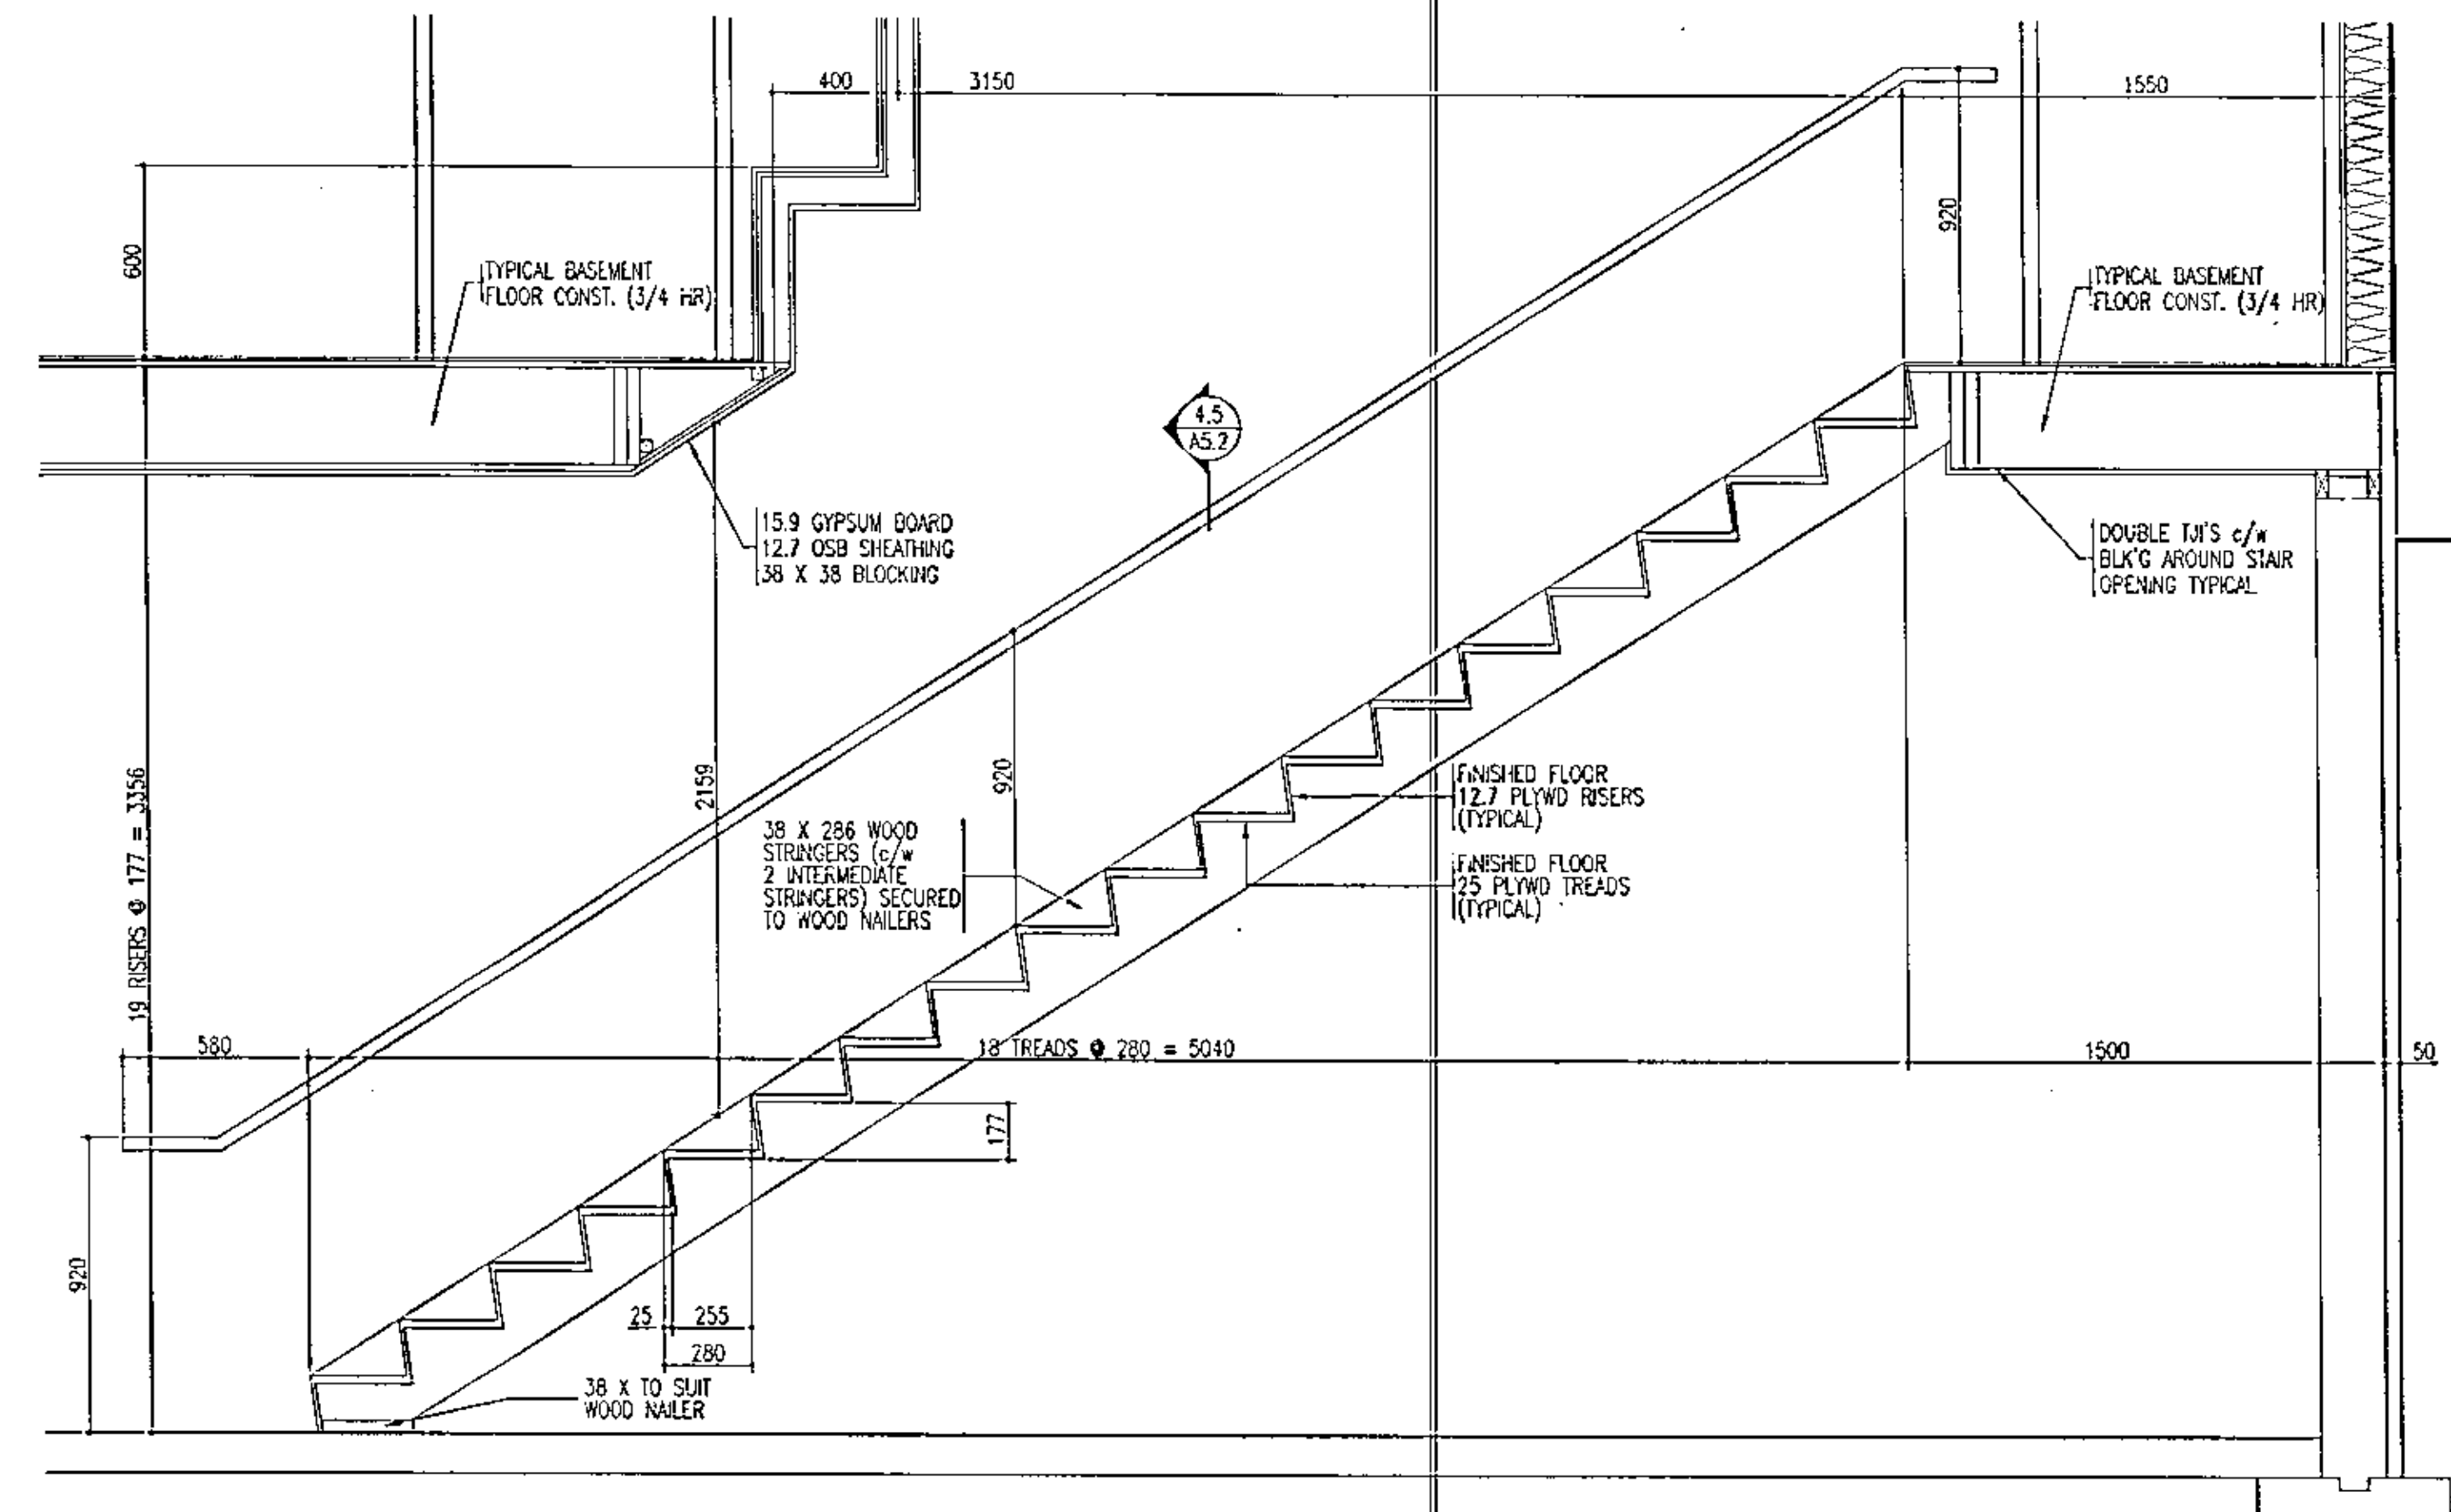 400
3150
1550
600
920
TYPICAL BASEMENT
FLOOR CONST. (3/4 HR)
TYPICAL BASEMENT
FLOOR CONST. (3/4 HR)
4.5
A5.2
15.9 GYPSUM BOARD
12.7 OSB SHEATHING
38 X 38 BLOCKING
DOUBLE TJI'S c/w
BLK'G AROUND STAIR
OPENING TYPICAL
19 RISERS @ 177 = 3356
2159
920
38 X 286 WOOD
STRINGERS (c/w
2 INTERMEDIATE
STRINGERS) SECURED
TO WOOD NAILERS
FINISHED FLOOR
12.7 PLYWD RISERS
(TYPICAL)
FINISHED FLOOR
25 PLYWD TREADS
(TYPICAL)
580
18 TREADS @ 280 = 5040
1500
50
177
920
25
255
280
38 X TO SUIT
WOOD NAILER